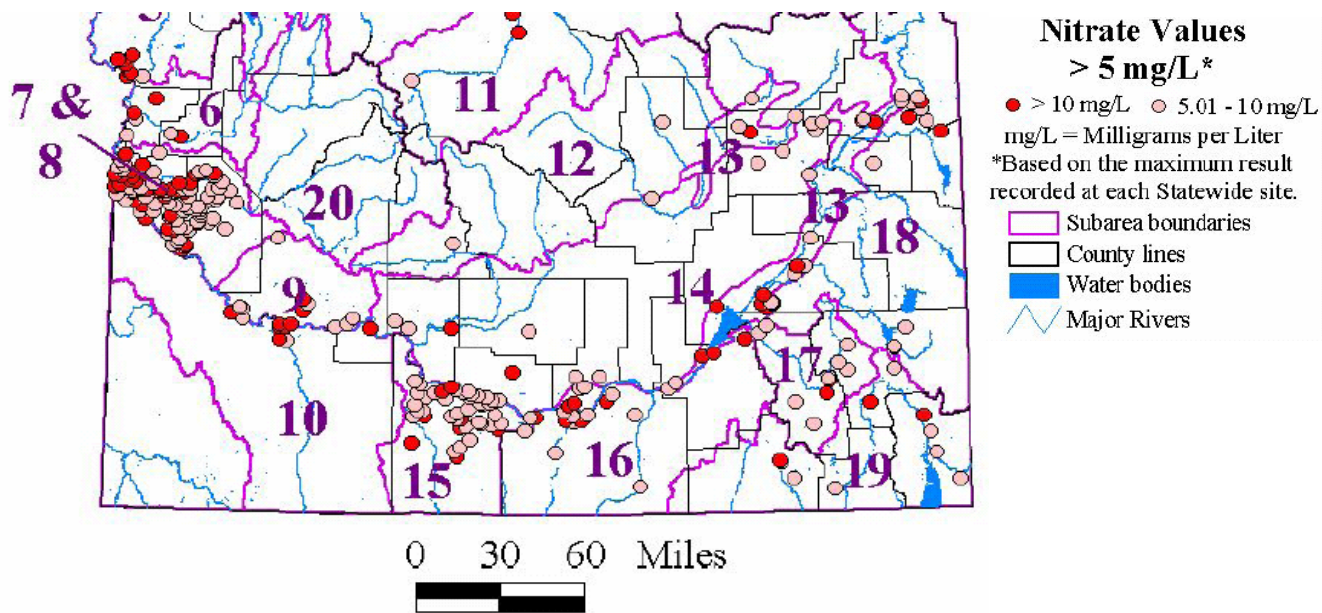 Nitrate Values
> 5 mg/L*
> 10 mg/L 5.01 - 10 mg/L
mg/L = Milligrams per Liter
*Based on the maximum result
recorded at each Statewide site.
Subarea boundaries
County lines
Water bodies
Major Rivers
7 &
8
6
11
12
13
20
13
18
9
14
17
10
15
16
19
0 30 60 Miles